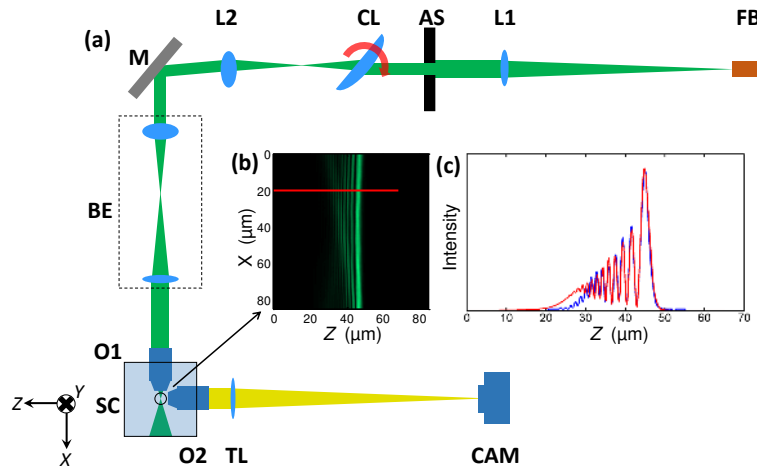 (a)
M
L2
CL
AS
L1
FB
BE
(b)
0
20
40
60
80
X (μm)
0 20 40 60 80
Z (μm)
(c)
Intensity
0 10 20 30 40 50 60 70
Z (μm)
O1
SC
O2
TL
CAM
Z
Y
X